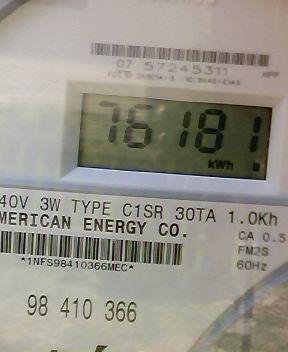 07 57245311
76181
kWh
40V 3W TYPE C1SR 30TA 1.0Kh
MERICAN ENERGY CO.
CA 0.5
FM2S
*1NFS98410366MEC*
60Hz
98 410 366